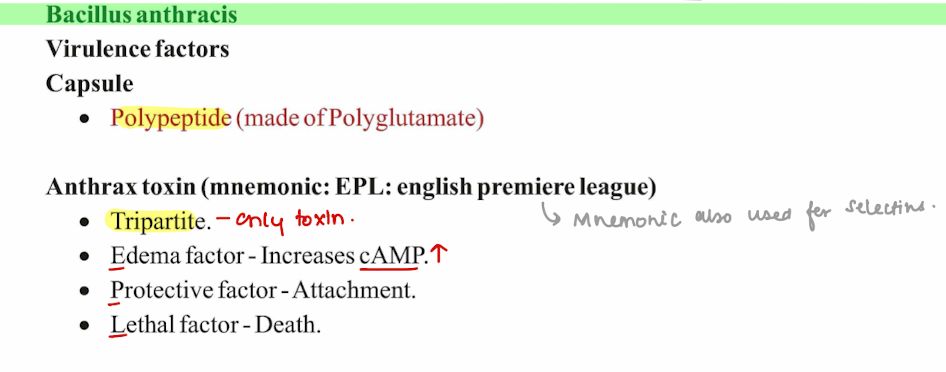 Bacillus anthracis
Virulence factors
Capsule
• Polypeptide (made of Polyglutamate)
Anthrax toxin (mnemonic: EPL: english premiere league)
↳ Mnemonic also used for selectins.
• Tripartite. - only toxin.
• Edema factor - Increases cAMP.↑
• Protective factor - Attachment.
• Lethal factor - Death.